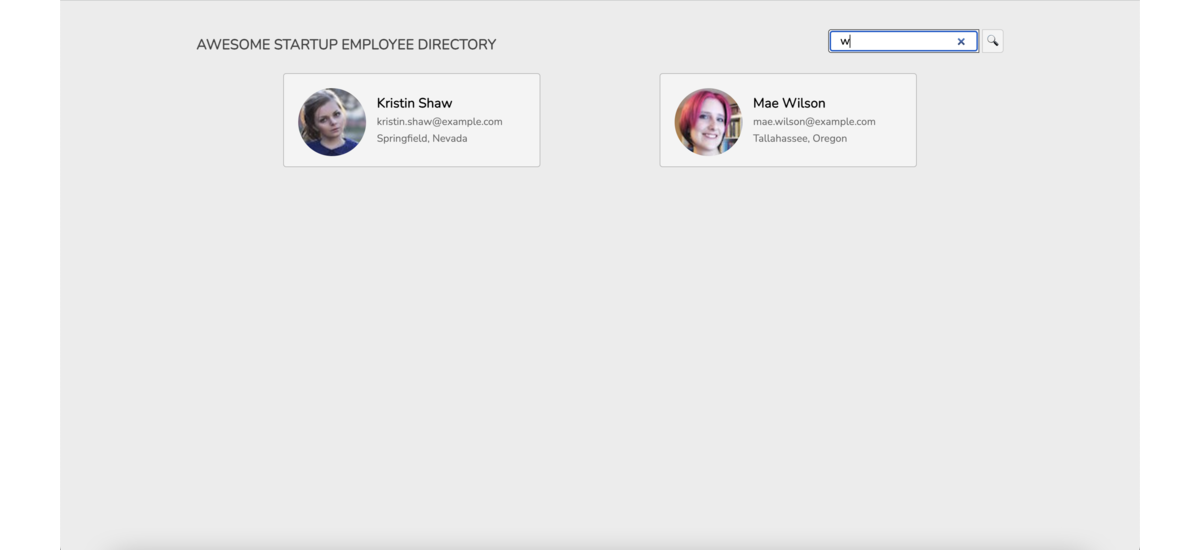 AWESOME STARTUP EMPLOYEE DIRECTORY
w
Kristin Shaw
kristin.shaw@example.com
Springfield, Nevada
Mae Wilson
mae.wilson@example.com
Tallahassee, Oregon